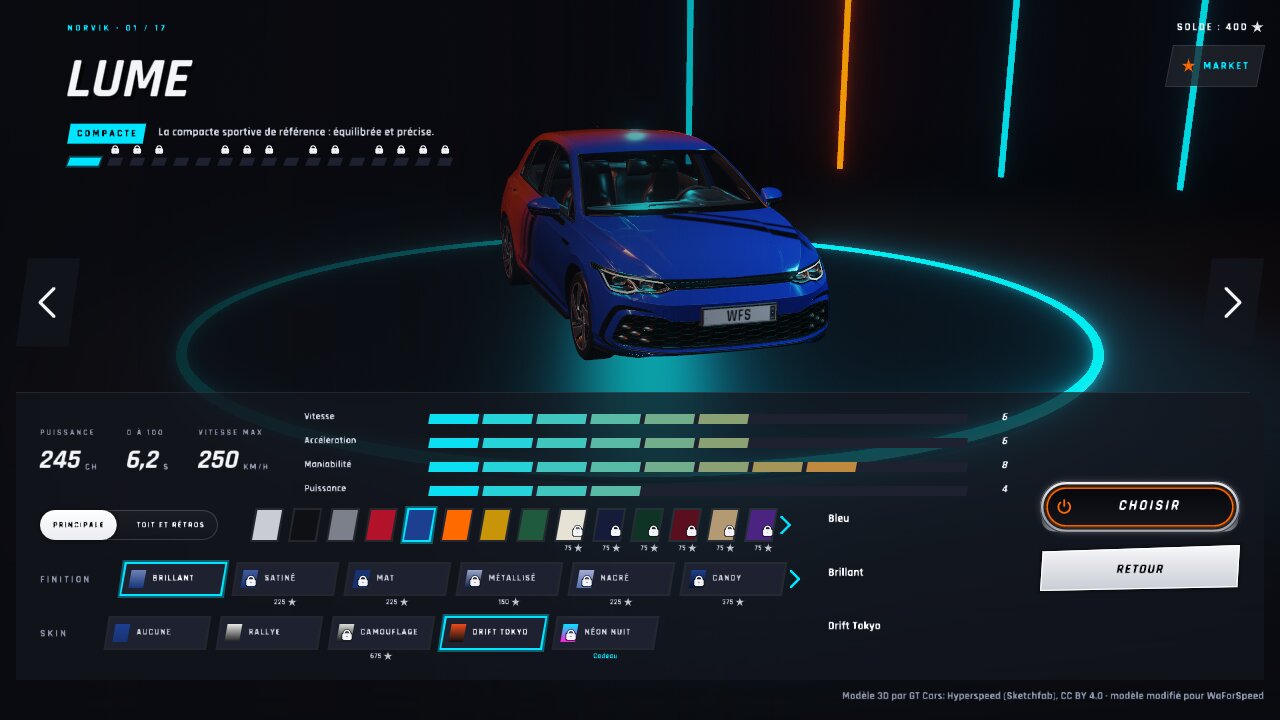 NORVIK · 01 / 17
SOLDE : 400 ★
LUME
★ MARKET
COMPACTE
La compacte sportive de référence : équilibrée et précise.
WFS
PUISSANCE
245 CH
0 À 100
6,2 S
VITESSE MAX
250 KM/H
Vitesse
6
Accélération
6
Maniabilité
8
Puissance
4
PRINCIPALE
TOIT ET RÉTROS
75 ★
75 ★
75 ★
75 ★
75 ★
75 ★
Bleu
CHOISIR
FINITION
BRILLANT
SATINÉ
225 ★
MAT
225 ★
MÉTALLISÉ
150 ★
NACRÉ
225 ★
CANDY
375 ★
Brillant
RETOUR
SKIN
AUCUNE
RALLYE
CAMOUFLAGE
675 ★
DRIFT TOKYO
NÉON NUIT
Cadeau
Drift Tokyo
Modèle 3D par GT Cars: Hyperspeed (Sketchfab), CC BY 4.0 · modèle modifié pour WaForSpeed